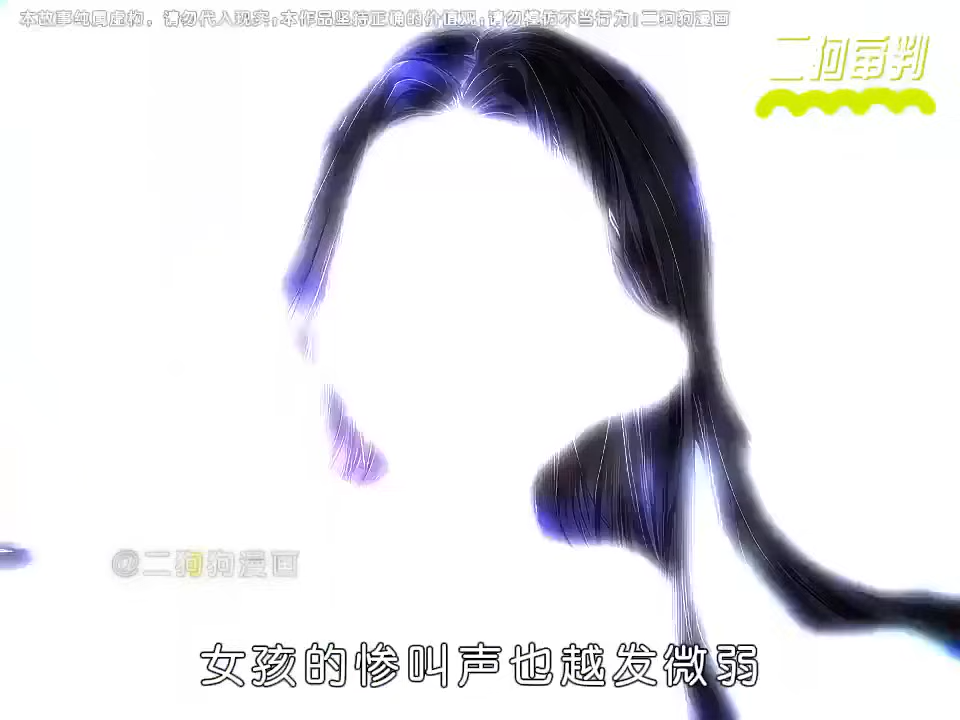 本故事纯属虚构，请勿代入现实;本作品坚持正确的价值观;请勿模仿不当行为|二狗狗漫画
二狗审判
@二狗狗漫画
女孩的惨叫声也越发微弱